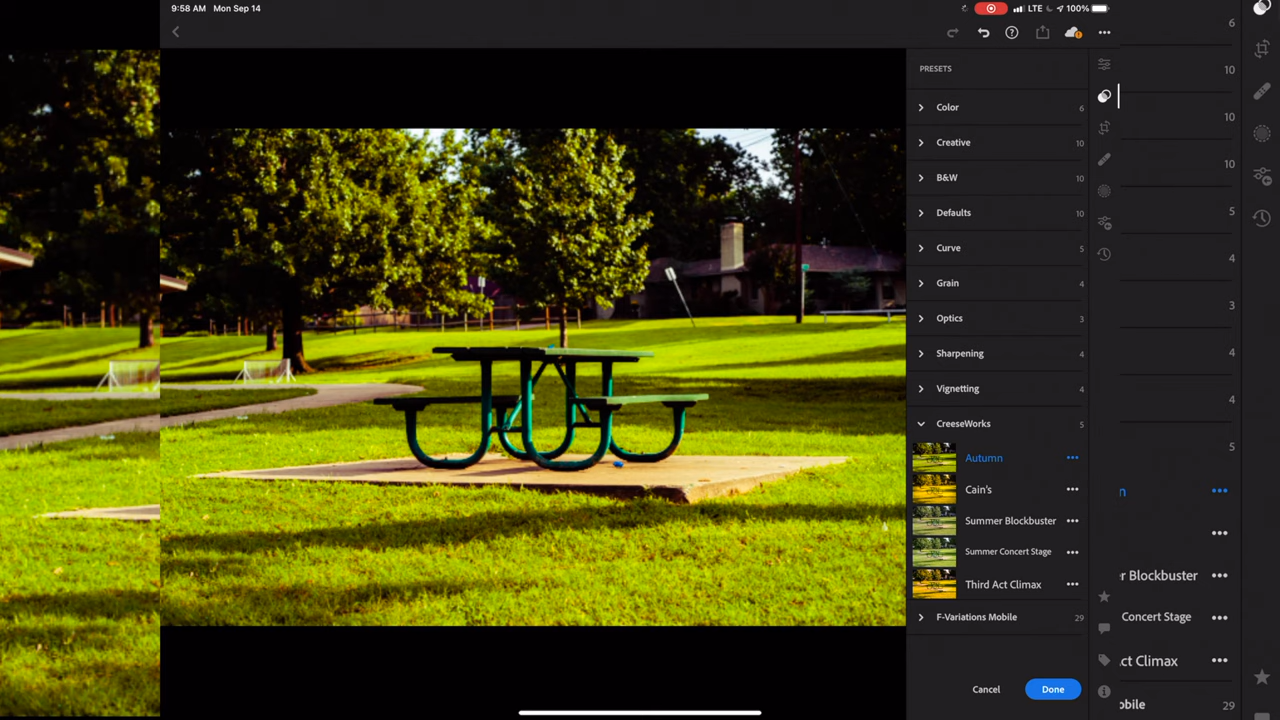 9:58 AM Mon Sep 14
LTE 100%
PRESETS
Color 6
Creative 10
B&W 10
Defaults 10
Curve 5
Grain 4
Optics 3
Sharpening 4
Vignetting 4
CreeseWorks 5
Autumn
Cain's
Summer Blockbuster
Summer Concert Stage
Third Act Climax
F-Variations Mobile 29
Cancel Done
6
10
10
10
5
4
3
4
4
5
n
r Blockbuster
Concert Stage
ct Climax
obile 29